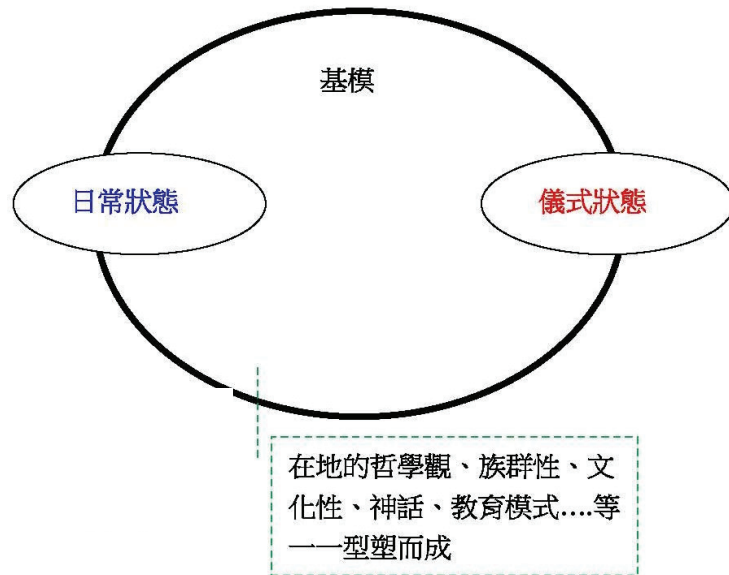 基模
日常狀態
儀式狀態
在地的哲學觀、族群性、文
化性、神話、教育模式....等
一一型塑而成